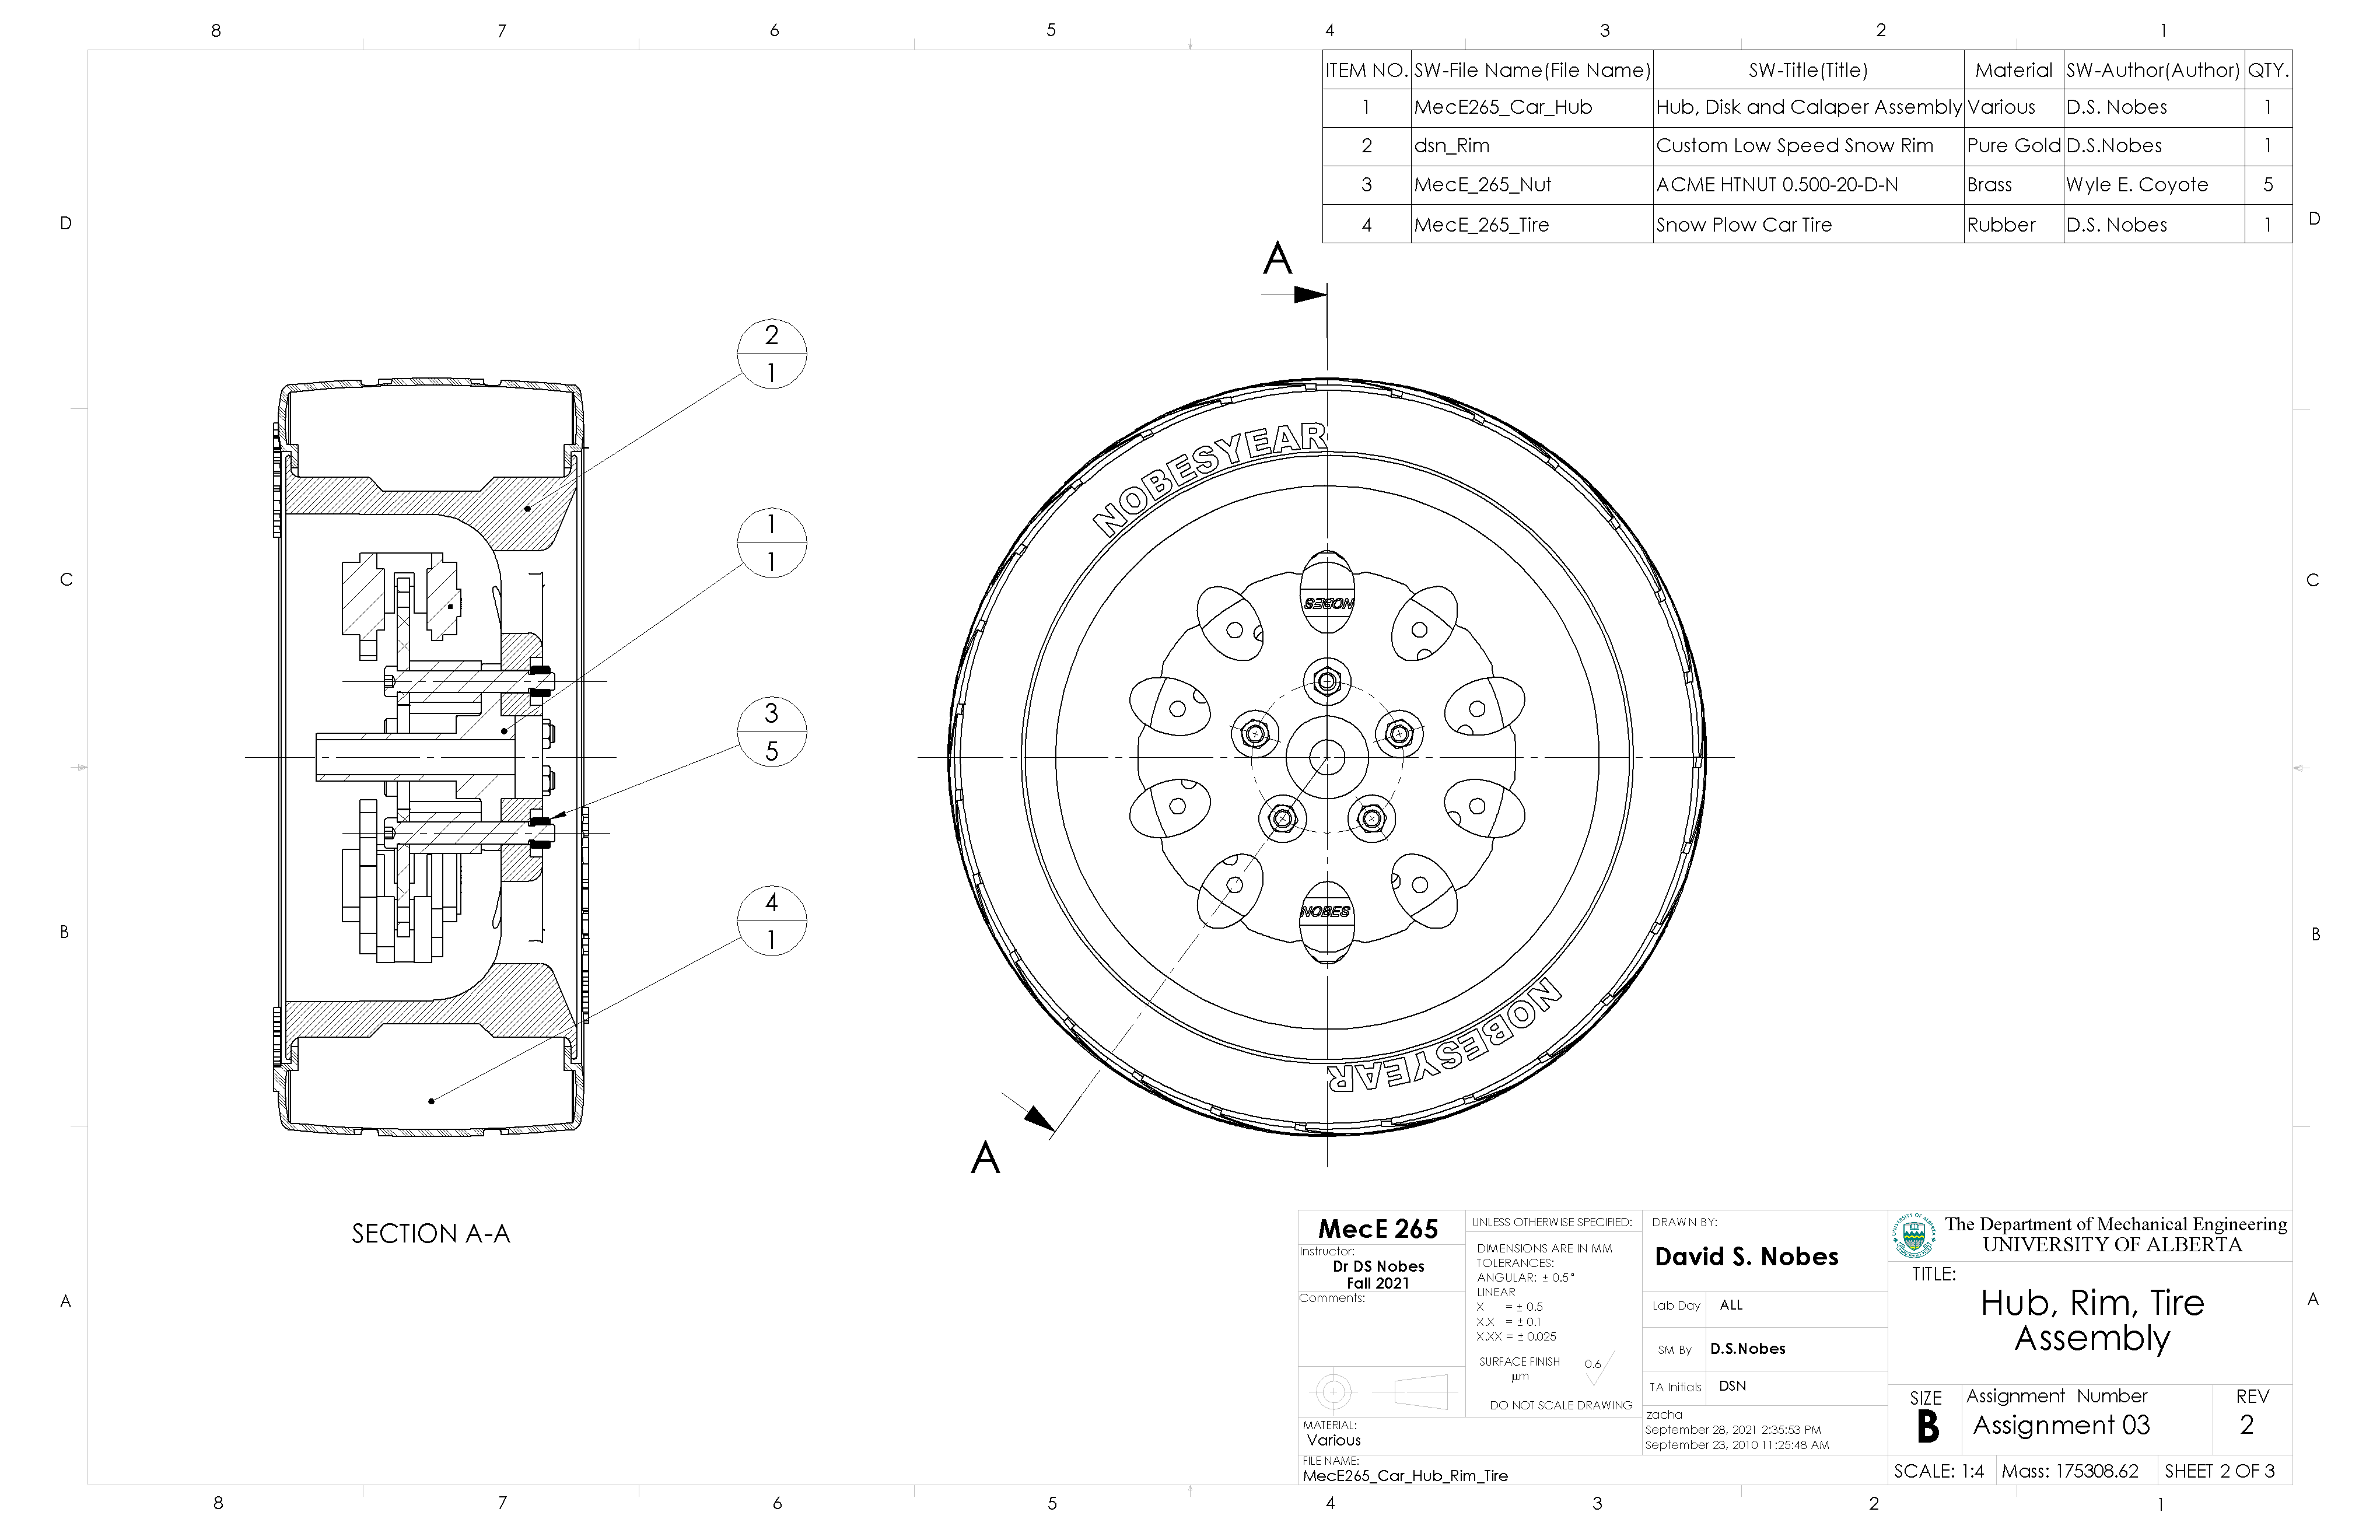 8 7 6 5 4 3 2 1
ITEM NO. SW-File Name(File Name) SW-Title(Title) Material SW-Author(Author) QTY.
1 MecE265_Car_Hub Hub, Disk and Calaper Assembly Various D.S. Nobes 1
2 dsn_Rim Custom Low Speed Snow Rim Pure Gold D.S.Nobes 1
3 MecE_265_Nut ACME HTNUT 0.500-20-D-N Brass Wyle E. Coyote 5
4 MecE_265_Tire Snow Plow Car Tire Rubber D.S. Nobes 1
D D
A
2
1
NOBESYEAR
1
1
C C
NOBES
3
5
4
1
NOBES
B B
NOBESYEAR
A
SECTION A-A
A A
MecE 265
Instructor:
Dr DS Nobes
Fall 2021
Comments:
UNLESS OTHERWISE SPECIFIED:
DIMENSIONS ARE IN MM
TOLERANCES:
ANGULAR: ± 0.5°
LINEAR
X = ± 0.5
X.X = ± 0.1
X.XX = ± 0.025
SURFACE FINISH 0.6
µm
DO NOT SCALE DRAWING
MATERIAL:
Various
FILE NAME:
MecE265_Car_Hub_Rim_Tire
DRAWN BY:
David S. Nobes
Lab Day ALL
SM By D.S.Nobes
TA Initials DSN
zacha
September 28, 2021 2:35:53 PM
September 23, 2010 11:25:48 AM
The Department of Mechanical Engineering
UNIVERSITY OF ALBERTA
TITLE:
Hub, Rim, Tire
Assembly
SIZE
B
Assignment Number
Assignment 03
REV
2
SCALE: 1:4 Mass: 175308.62 SHEET 2 OF 3
8 7 6 5 4 3 2 1